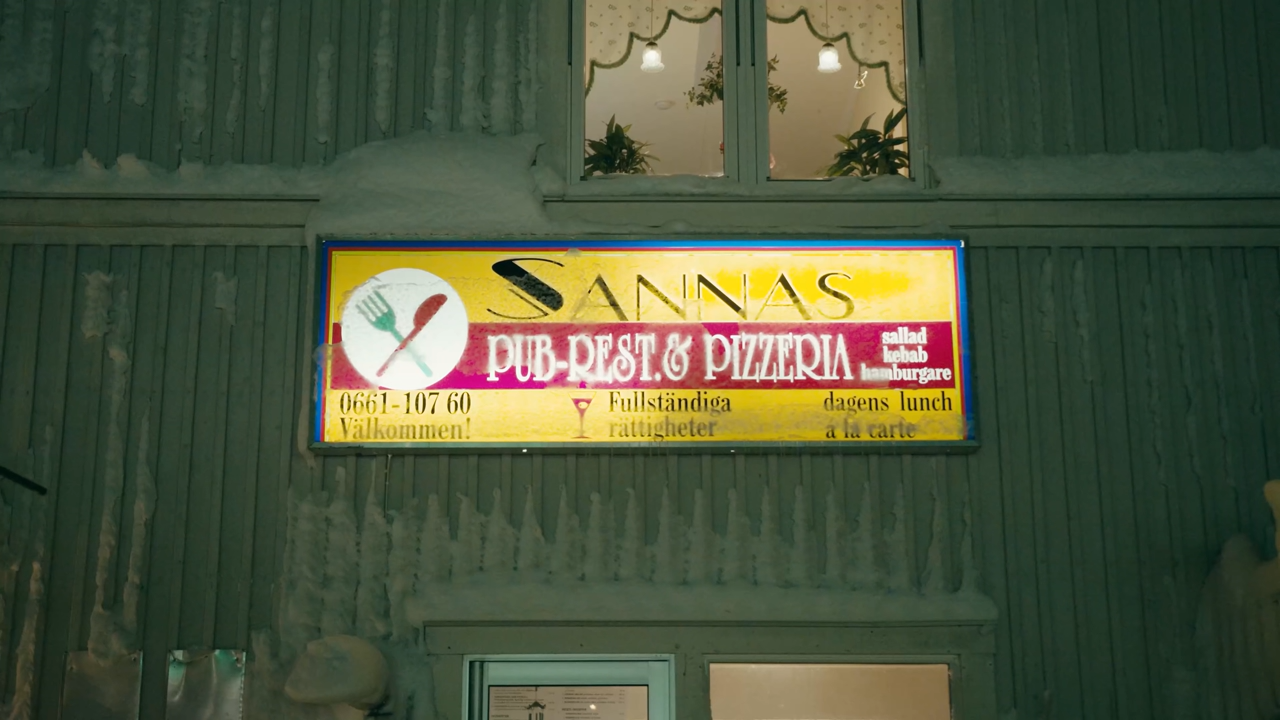 SANNAS
PUB-REST. & PIZZERIA
sallad
kebab
hamburgare
0661-107 60
Välkommen!
Fullständiga
rättigheter
dagens lunch
á la carte